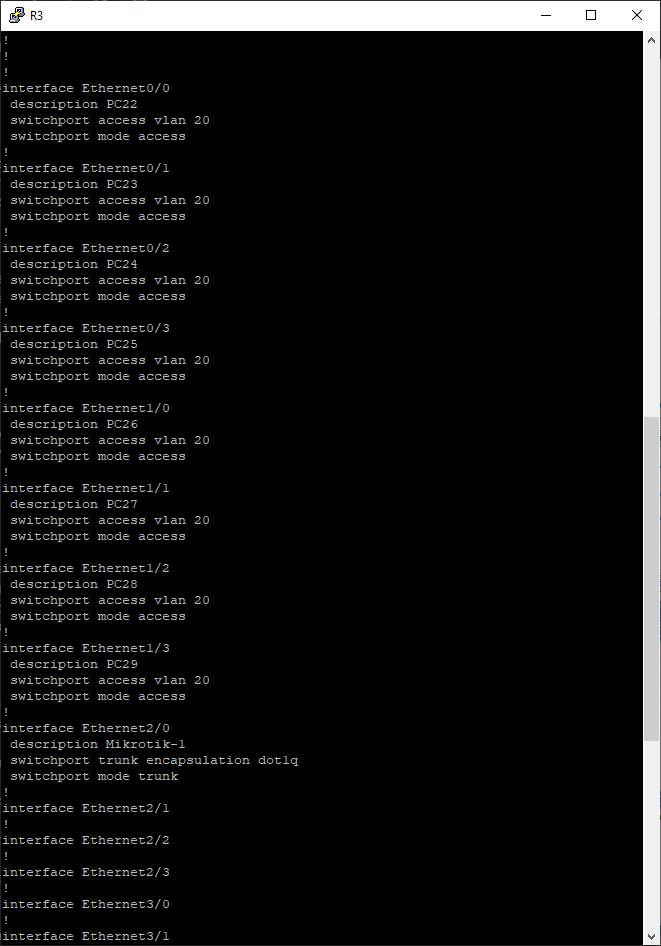 R3
!
!
!
interface Ethernet0/0
 description PC22
 switchport access vlan 20
 switchport mode access
!
interface Ethernet0/1
 description PC23
 switchport access vlan 20
 switchport mode access
!
interface Ethernet0/2
 description PC24
 switchport access vlan 20
 switchport mode access
!
interface Ethernet0/3
 description PC25
 switchport access vlan 20
 switchport mode access
!
interface Ethernet1/0
 description PC26
 switchport access vlan 20
 switchport mode access
!
interface Ethernet1/1
 description PC27
 switchport access vlan 20
 switchport mode access
!
interface Ethernet1/2
 description PC28
 switchport access vlan 20
 switchport mode access
!
interface Ethernet1/3
 description PC29
 switchport access vlan 20
 switchport mode access
!
interface Ethernet2/0
 description Mikrotik-1
 switchport trunk encapsulation dot1q
 switchport mode trunk
!
interface Ethernet2/1
!
interface Ethernet2/2
!
interface Ethernet2/3
!
interface Ethernet3/0
!
interface Ethernet3/1